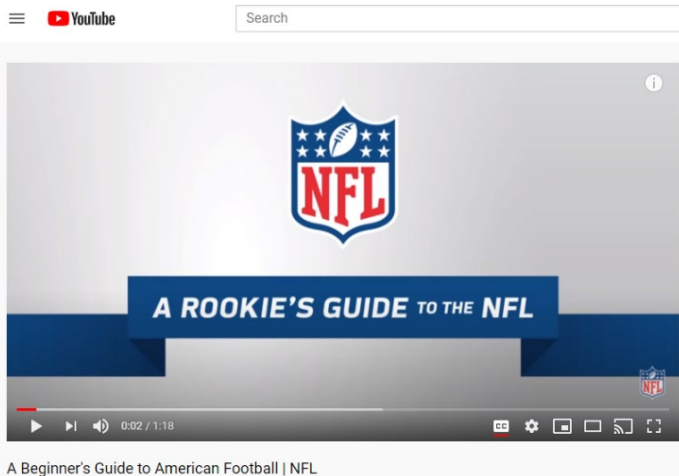 YouTube
Search
NFL
A ROOKIE'S GUIDE TO THE NFL
NFL
0:02 / 1:18
CC
A Beginner's Guide to American Football | NFL